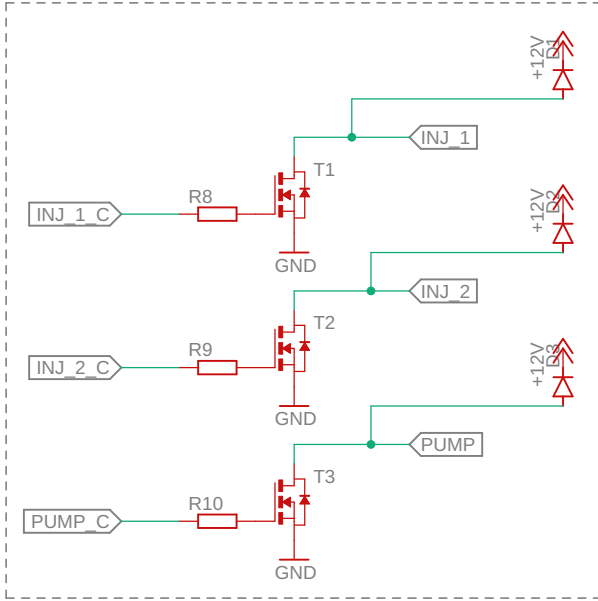 +12V
D1
INJ_1
T1
R8
INJ_1_C
GND
+12V
D2
INJ_2
T2
R9
INJ_2_C
GND
+12V
D3
PUMP
T3
R10
PUMP_C
GND